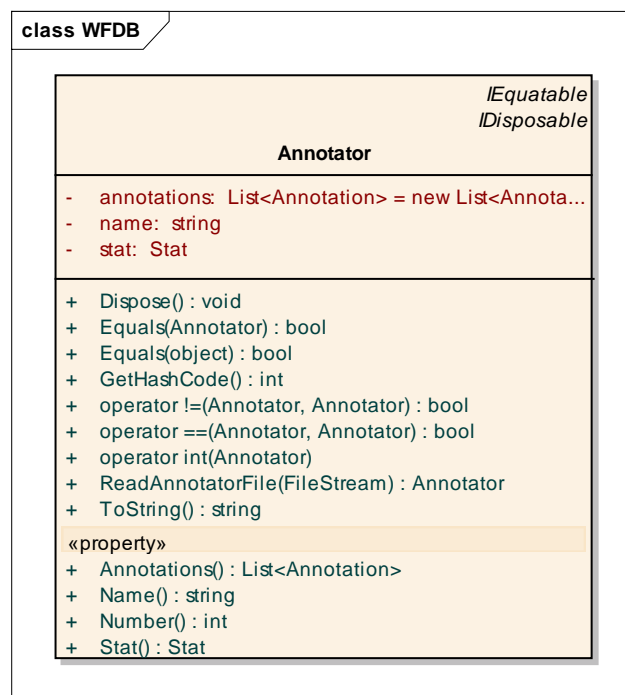 class WFDB
IEquatable
IDisposable
Annotator
- annotations: List<Annotation> = new List<Annota...
- name: string
- stat: Stat
+ Dispose() : void
+ Equals(Annotator) : bool
+ Equals(object) : bool
+ GetHashCode() : int
+ operator !=(Annotator, Annotator) : bool
+ operator ==(Annotator, Annotator) : bool
+ operator int(Annotator)
+ ReadAnnotatorFile(FileStream) : Annotator
+ ToString() : string
«property»
+ Annotations() : List<Annotation>
+ Name() : string
+ Number() : int
+ Stat() : Stat